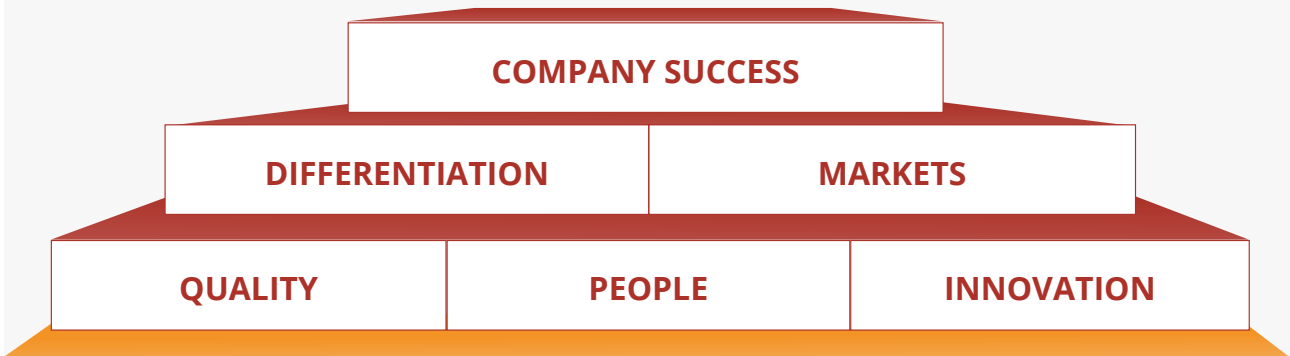 COMPANY SUCCESS
DIFFERENTIATION MARKETS
QUALITY PEOPLE INNOVATION